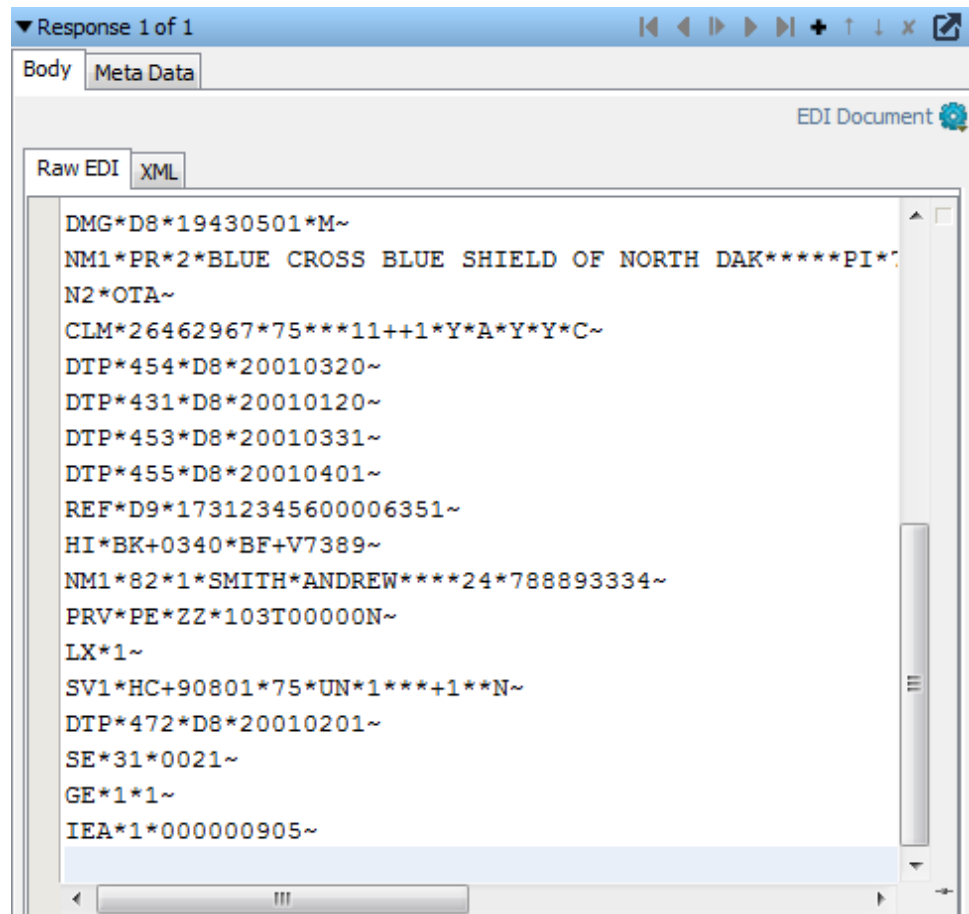 Response 1 of 1
Body Meta Data
EDI Document
Raw EDI XML
DMG*D8*19430501*M~
NM1*PR*2*BLUE CROSS BLUE SHIELD OF NORTH DAK*****PI*
N2*OTA~
CLM*26462967*75***11++1*Y*A*Y*Y*C~
DTP*454*D8*20010320~
DTP*431*D8*20010120~
DTP*453*D8*20010331~
DTP*455*D8*20010401~
REF*D9*17312345600006351~
HI*BK+0340*BF+V7389~
NM1*82*1*SMITH*ANDREW****24*788893334~
PRV*PE*ZZ*103T00000N~
LX*1~
SV1*HC+90801*75*UN*1***+1**N~
DTP*472*D8*20010201~
SE*31*0021~
GE*1*1~
IEA*1*000000905~